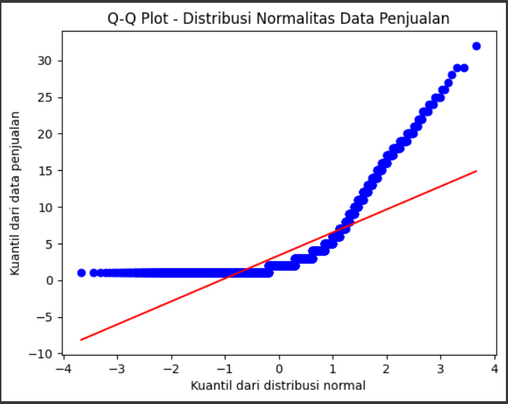 Q-Q Plot - Distribusi Normalitas Data Penjualan
Kuantil dari data penjualan
30
25
20
15
10
5
0
−5
−10
−4 −3 −2 −1 0 1 2 3 4
Kuantil dari distribusi normal